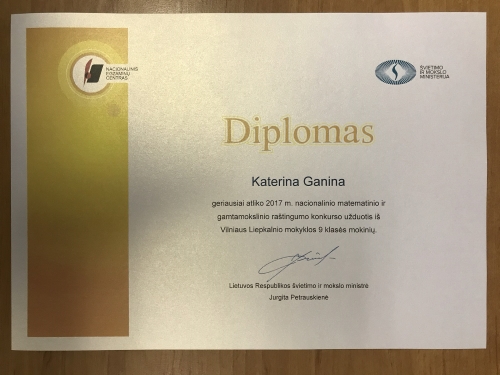 NACIONALINIS
EGZAMINŲ
CENTRAS
ŠVIETIMO
IR MOKSLO
MINISTERIJA
Diplomas
Katerina Ganina
geriausiai atliko 2017 m. nacionalinio matematinio ir
gamtamokslinio raštingumo konkurso užduotis iš
Vilniaus Liepkalnio mokyklos 9 klasės mokinių.
Lietuvos Respublikos švietimo ir mokslo ministrė
Jurgita Petrauskienė